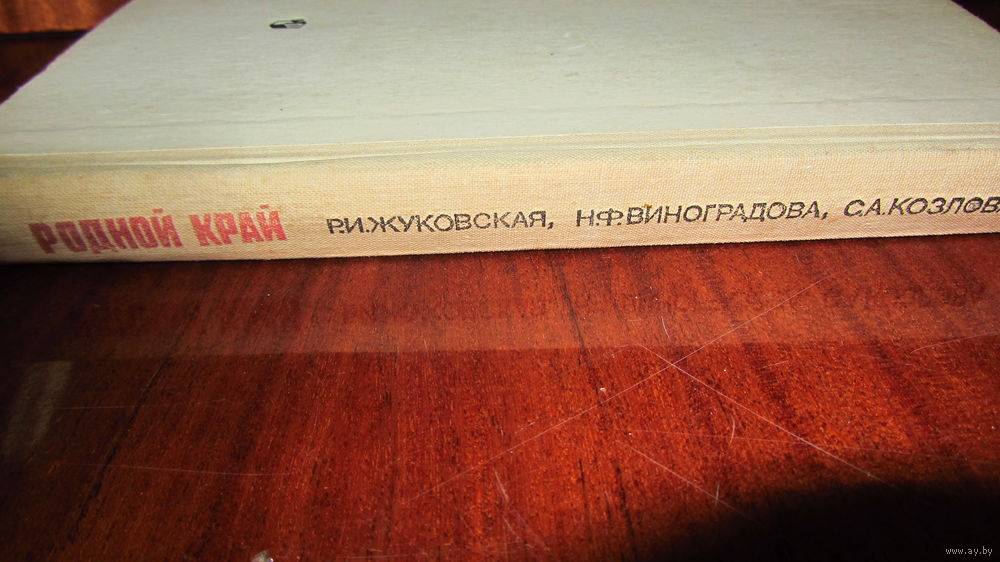 РОДНОЙ КРАЙ Р.И.ЖУКОВСКАЯ, Н.Ф.ВИНОГРАДОВА, С.А.КОЗЛОВ
www.ay.by